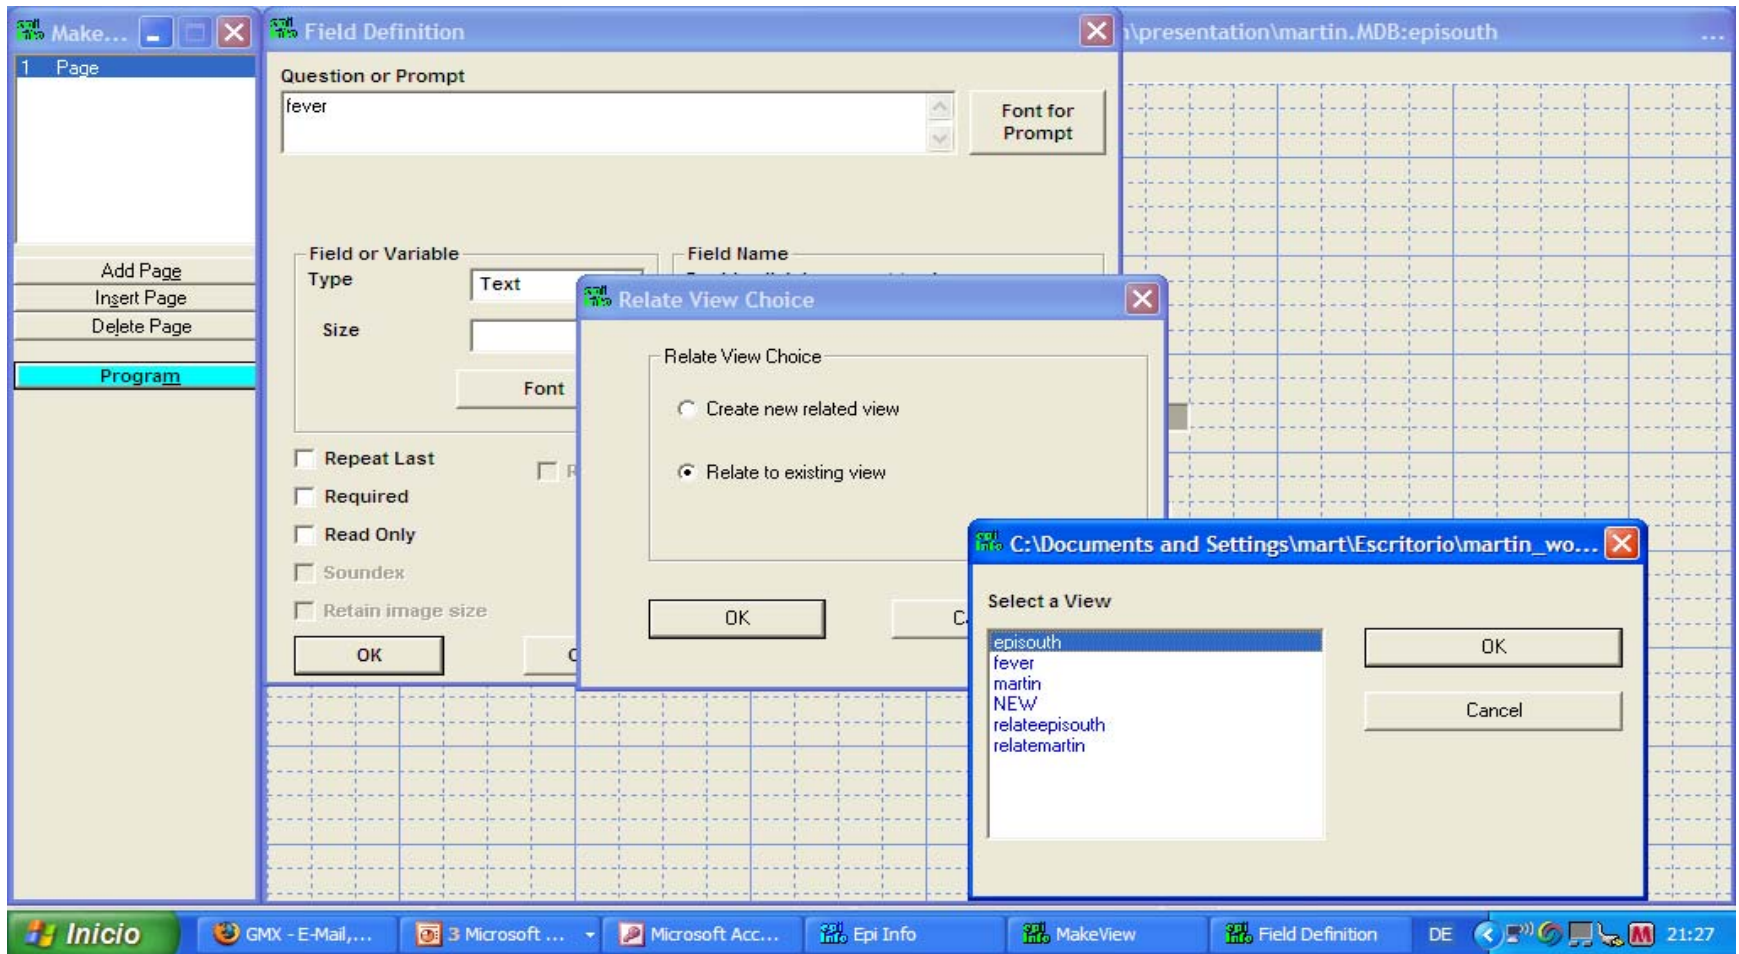 Make...
1 Page
Add Page
Insert Page
Delete Page
Program
Field Definition
Question or Prompt
fever
Font for
Prompt
Field or Variable
Type
Text
Size
Font
Field Name
Repeat Last
Required
Read Only
Soundex
Retain image size
R
OK
C
n\presentation\martin.MDB:episouth ...
Relate View Choice
Relate View Choice
Create new related view
Relate to existing view
OK
C
C:\Documents and Settings\mart\Escritorio\martin_wo...
Select a View
episouth
fever
martin
NEW
relateepisouth
relatemartin
OK
Cancel
Inicio
GMX - E-Mail,...
3 Microsoft ...
Microsoft Acc...
Epi Info
MakeView
Field Definition
DE
21:27